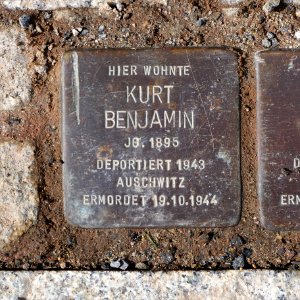 HIER WOHNTE
KURT
BENJAMIN
JG. 1895
DEPORTIERT 1943
AUSCHWITZ
ERMORDET 19.10.1944